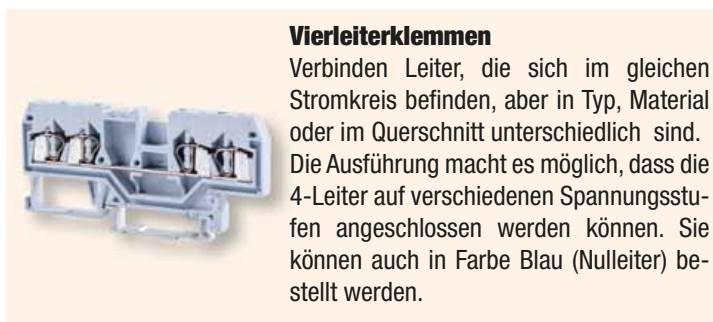 Vierleiterklemmen
Verbinden Leiter, die sich im gleichen
Stromkreis befinden, aber in Typ, Material
oder im Querschnitt unterschiedlich sind.
Die Ausführung macht es möglich, dass die
4-Leiter auf verschiedenen Spannungsstu-
fen angeschlossen werden können. Sie
können auch in Farbe Blau (Nulleiter) be-
stellt werden.